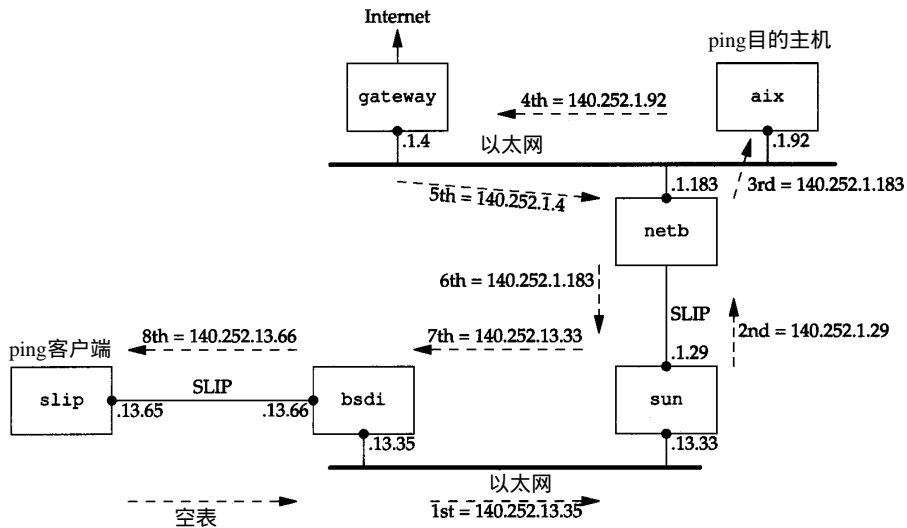 Internet
ping目的主机
gateway
aix
4th = 140.252.1.92
.1.4
以太网
.1.92
.1.183
3rd = 140.252.1.183
5th = 140.252.1.4
netb
6th = 140.252.1.183
SLIP
8th = 140.252.13.66
7th = 140.252.13.33
2nd = 140.252.1.29
ping客户端
.1.29
slip
SLIP
bsdi
sun
.13.65
.13.66
.13.35
.13.33
以太网
空表
1st = 140.252.13.35